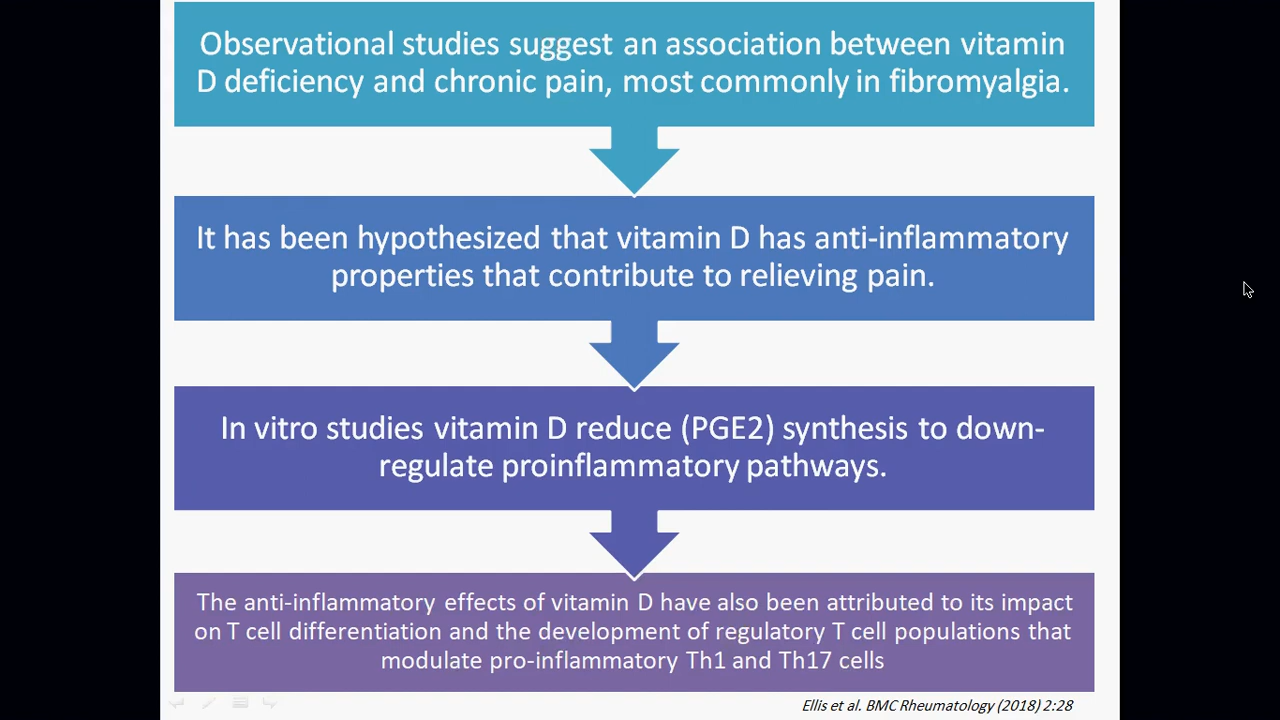 Observational studies suggest an association between vitamin
D deficiency and chronic pain, most commonly in fibromyalgia.
It has been hypothesized that vitamin D has anti-inflammatory
properties that contribute to relieving pain.
In vitro studies vitamin D reduce (PGE2) synthesis to down-
regulate proinflammatory pathways.
The anti-inflammatory effects of vitamin D have also been attributed to its impact
on T cell differentiation and the development of regulatory T cell populations that
modulate pro-inflammatory Th1 and Th17 cells
Ellis et al. BMC Rheumatology (2018) 2:28